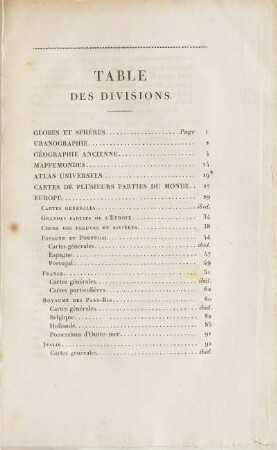 TABLE
DES DIVISIONS.
GLOBES ET SPHÈRES.......................Page 1
URANOGRAPHIE............................ 2
GÉOGRAPHIE ANCIENNE..................... 4
MAPPEMONDES............................. 14
ATLAS UNIVERSELS........................ 19
CARTES DE PLUSIEURS PARTIES DU MONDE... 27
EUROPE.................................. 29
CARTES GÉNÉRALES........................ ibid.
GRANDES PARTIES DE L'EUROPE............. 34
COURS DES FLEUVES ET RIVIÈRES........... 38
ESPAGNE ET PORTUGAL..................... 44
Cartes générales........................ ibid.
Espagne................................. 47
Portugal................................ 49
FRANCE.................................. 51
Cartes générales........................ ibid.
Cartes particulières.................... 62
ROYAUME DES PAYS-BAS.................... 80
Cartes générales........................ ibid.
Belgique................................ 82
Hollande................................ 85
Possessions d'Outre-mer................. 91
ITALIE.................................. 92
Cartes générales........................ ibid.